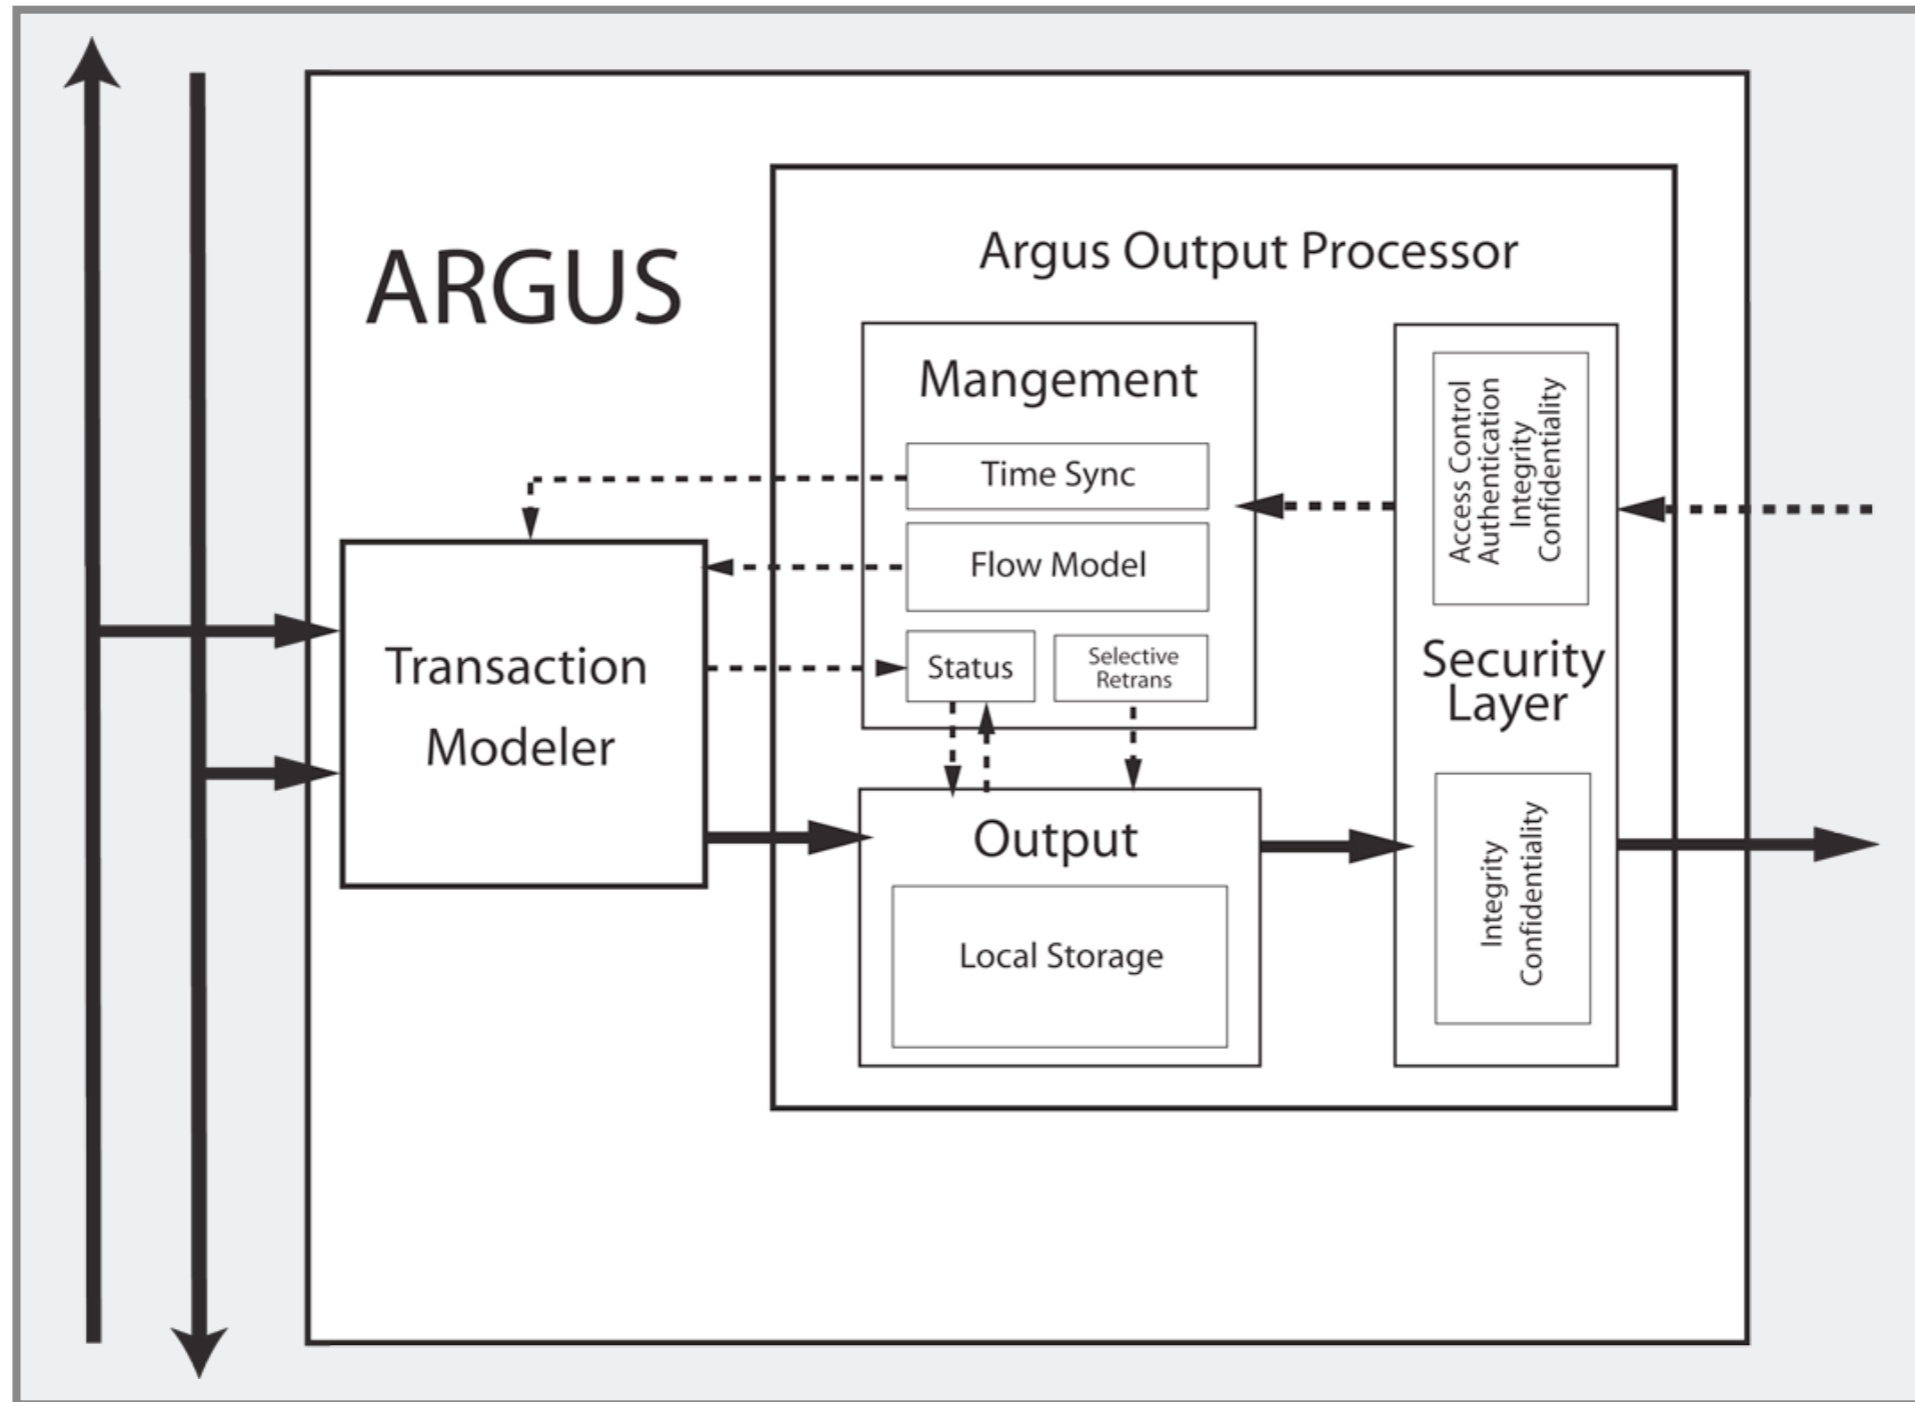 ARGUS
Argus Output Processor
Mangement
Time Sync
Flow Model
Status
Selective
Retrans
Transaction
Modeler
Output
Local Storage
Access Control
Authentication
Integrity
Confidentiality
Security
Layer
Integrity
Confidentiality